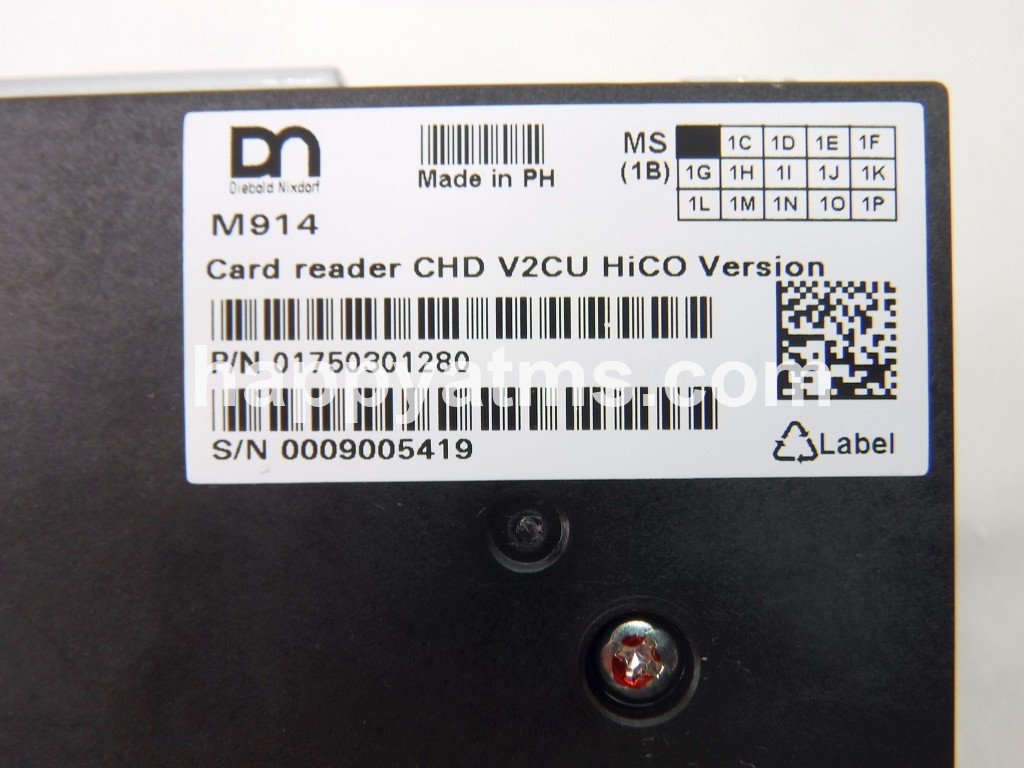 DN
Diebold Nixdorf
Made in PH
MS
(1B)
1C 1D 1E 1F
1G 1H 1I 1J 1K
1L 1M 1N 1O 1P
M914
Card reader CHD V2CU HiCO Version
P/N 01750301280
happyatms.com
S/N 0009005419
Label